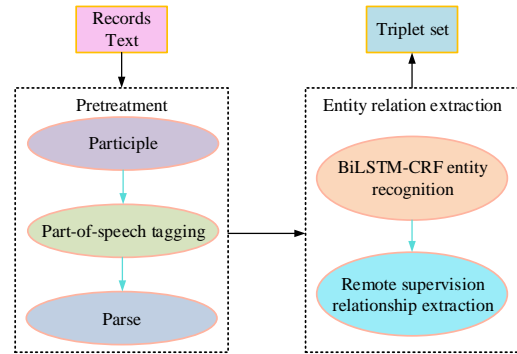 Records
Text
Pretreatment
Participle
Part-of-speech tagging
Parse
Triplet set
Entity relation extraction
BiLSTM-CRF entity
recognition
Remote supervision
relationship extraction